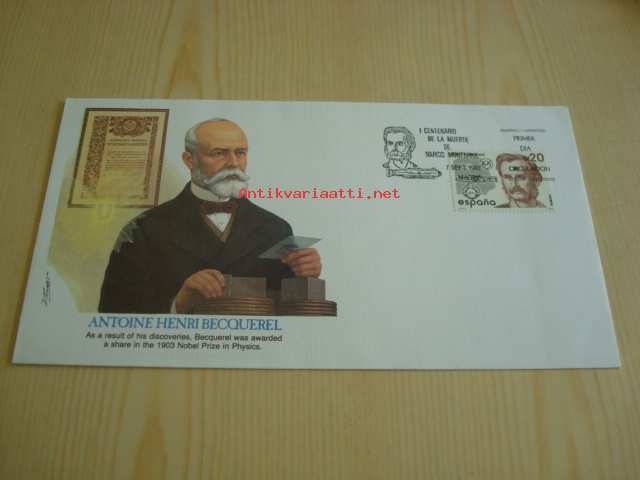 Antikvariaatti.net
I CENTENARIO
DE LA MUERTE
DE
NARCISO MONTURIOL
PRIMER
DIA
20
CIRCULACION
españa
ANTOINE HENRI BECQUEREL
As a result of his discoveries, Becquerel was awarded
a share in the 1903 Nobel Prize in Physics.